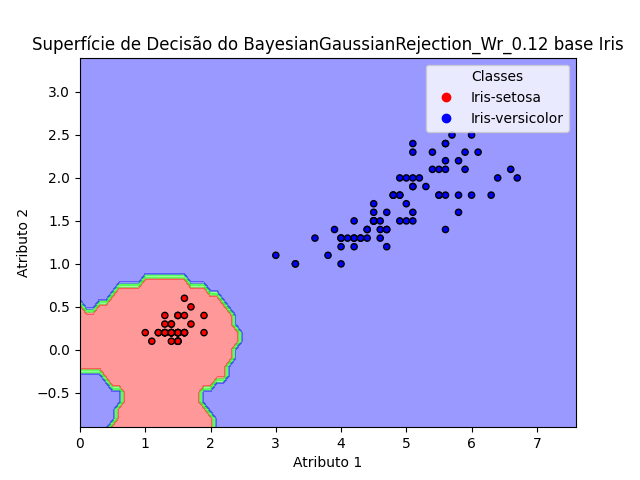 Superfície de Decisão do BayesianGaussianRejection_Wr_0.12 base Iris
Classes
Iris-setosa
Iris-versicolor
3.0
2.5
2.0
1.5
1.0
0.5
0.0
−0.5
Atributo 2
0 1 2 3 4 5 6 7
Atributo 1